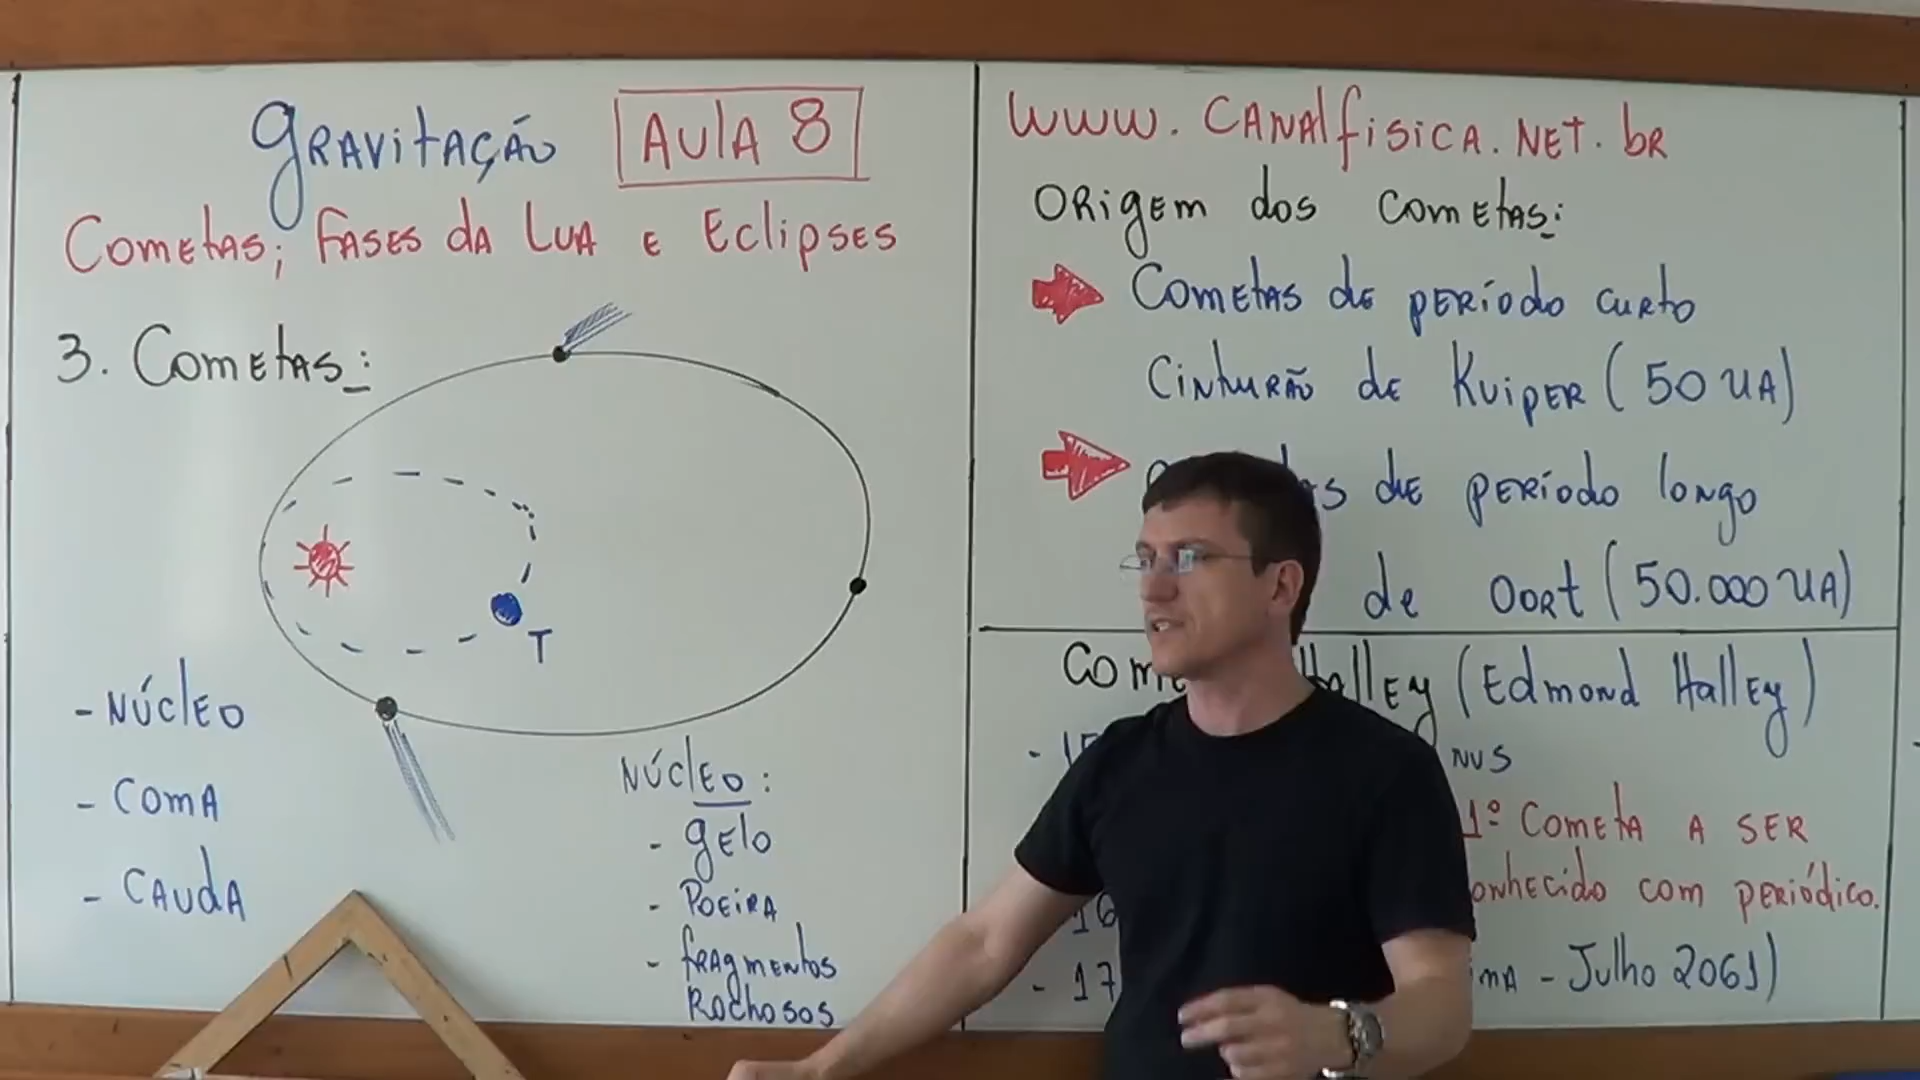 Gravitação Aula 8
Cometas; Fases da Lua e Eclipses
3. Cometas:
T
- Núcleo
- Coma
- Cauda
Núcleo:
- gelo
- Poeira
- fragmentos
Rochosos
www.canalfisica.net.br
Origem dos Cometas:
Cometas de período curto
Cinturão de Kuiper (50 UA)
de período longo
de Oort (50.000 UA)
Halley (Edmond Halley)
1º Cometa a ser
com periódico.
- Julho 2061)